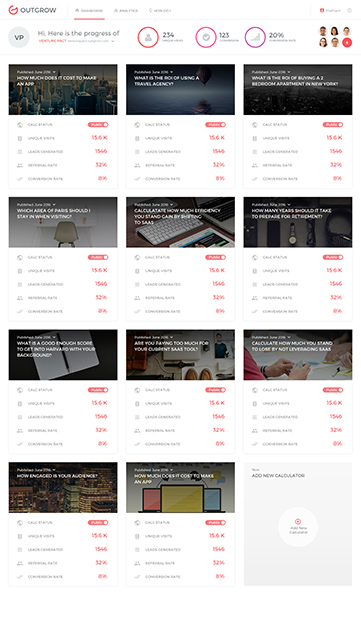 OUTGROW
DASHBOARD
ANALYTICS
VP
Hi, Here is the progress of
VENTURE PACT
234
UNIQUE VIEWS
123
CONVERSION
20%
CONVERSION RATE
Published: June 2016
HOW MUCH DOES IT COST TO MAKE
AN APP
CALC STATUS
Public
UNIQUE VISITS
15.6 K
LEADS GENERATED
1546
REFERRAL RATE
32%
CONVERSION RATE
8%
Published: June 2016
WHAT IS THE ROI OF USING A
TRAVEL AGENCY?
CALC STATUS
Public
UNIQUE VISITS
15.6 K
LEADS GENERATED
1546
REFERRAL RATE
32%
CONVERSION RATE
8%
Published: June 2016
WHAT IS THE ROI OF BUYING A 2
BEDROOM APARTMENT IN NEW YORK?
CALC STATUS
Public
UNIQUE VISITS
15.6 K
LEADS GENERATED
1546
REFERRAL RATE
32%
CONVERSION RATE
8%
Published: June 2016
WHICH AREA OF PARIS SHOULD I
STAY IN WHEN VISITING?
CALC STATUS
Public
UNIQUE VISITS
15.6 K
LEADS GENERATED
1546
REFERRAL RATE
32%
CONVERSION RATE
8%
Published: June 2016
CALCULATATE HOW MUCH EFFICIENCY
YOU STAND GAIN BY SHIFTING
TO SAAS
CALC STATUS
Public
UNIQUE VISITS
15.6 K
LEADS GENERATED
1546
REFERRAL RATE
32%
CONVERSION RATE
8%
Published: June 2016
HOW MANY YEARS SHOULD IT TAKE
TO PREPARE FOR RETIREMENT?
CALC STATUS
Public
UNIQUE VISITS
15.6 K
LEADS GENERATED
1546
REFERRAL RATE
32%
CONVERSION RATE
8%
Published: June 2016
WHAT IS A GOOD ENOUGH SCORE
TO GET INTO HARVARD WITH YOUR
BACKGROUND?
CALC STATUS
Public
UNIQUE VISITS
15.6 K
LEADS GENERATED
1546
REFERRAL RATE
32%
CONVERSION RATE
8%
Published: June 2016
ARE YOU PAYING TOO MUCH FOR
YOUR CURRENT SAAS TOOL?
CALC STATUS
Public
UNIQUE VISITS
15.6 K
LEADS GENERATED
1546
REFERRAL RATE
32%
CONVERSION RATE
8%
Published: June 2016
CALCULATE HOW MUCH YOU STAND
TO LOSE BY NOT LEVERAGING SAAS
CALC STATUS
Public
UNIQUE VISITS
15.6 K
LEADS GENERATED
1546
REFERRAL RATE
32%
CONVERSION RATE
8%
Published: June 2016
HOW ENGAGED IS YOUR AUDIENCE?
CALC STATUS
Public
UNIQUE VISITS
15.6 K
LEADS GENERATED
1546
REFERRAL RATE
32%
CONVERSION RATE
8%
Published: June 2016
HOW MUCH DOES IT COST TO MAKE
AN APP
CALC STATUS
Public
UNIQUE VISITS
15.6 K
LEADS GENERATED
1546
REFERRAL RATE
32%
CONVERSION RATE
8%
New
ADD NEW CALCULATOR
Add New
Calculator